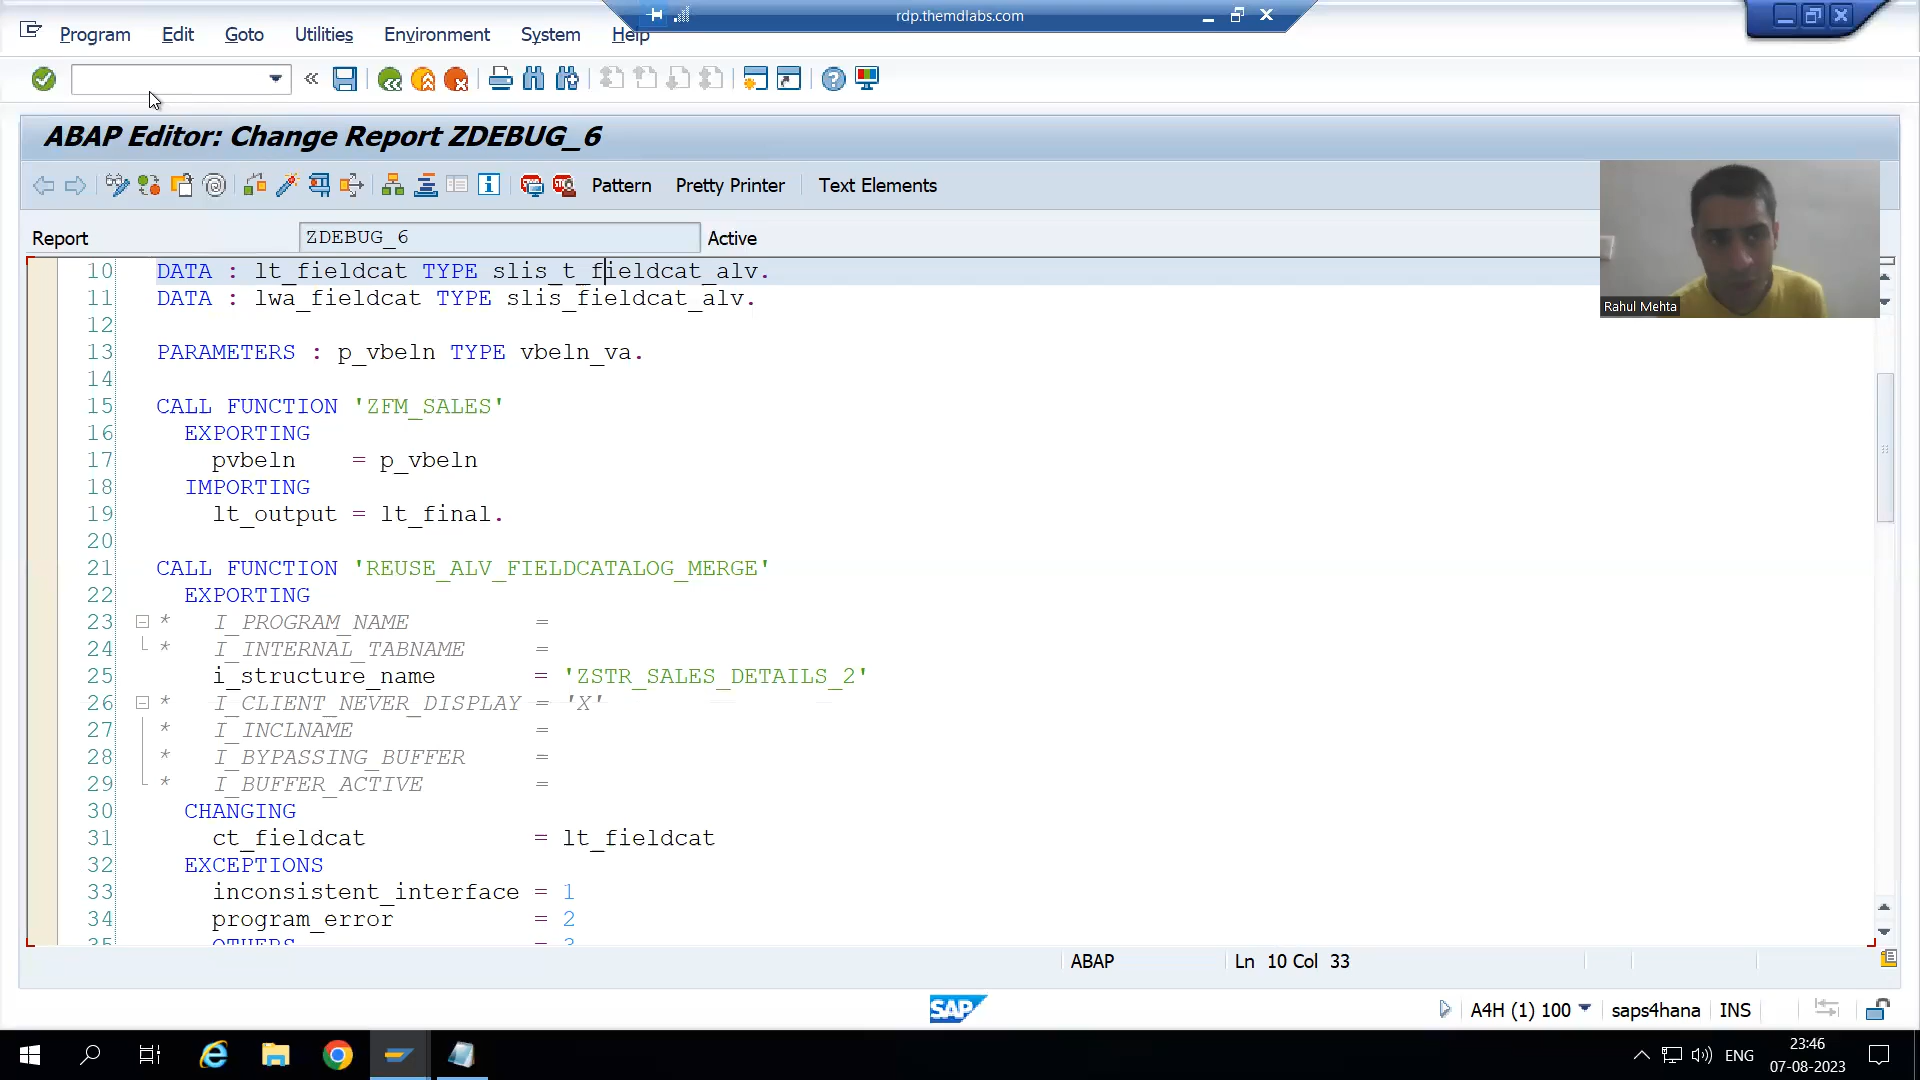 rdp.themdlabs.com
Program Edit Goto Utilities Environment System Help
ABAP Editor: Change Report ZDEBUG_6
Pattern Pretty Printer Text Elements
Report ZDEBUG_6 Active
Rahul Mehta
10 DATA : lt_fieldcat TYPE slis_t_fieldcat_alv.
11 DATA : lwa_fieldcat TYPE slis_fieldcat_alv.
12
13 PARAMETERS : p_vbeln TYPE vbeln_va.
14
15 CALL FUNCTION 'ZFM_SALES'
16 EXPORTING
17 pvbeln = p_vbeln
18 IMPORTING
19 lt_output = lt_final.
20
21 CALL FUNCTION 'REUSE_ALV_FIELDCATALOG_MERGE'
22 EXPORTING
23 * I_PROGRAM_NAME =
24 * I_INTERNAL_TABNAME =
25 i_structure_name = 'ZSTR_SALES_DETAILS_2'
26 * I_CLIENT_NEVER_DISPLAY = 'X'
27 * I_INCLNAME =
28 * I_BYPASSING_BUFFER =
29 * I_BUFFER_ACTIVE =
30 CHANGING
31 ct_fieldcat = lt_fieldcat
32 EXCEPTIONS
33 inconsistent_interface = 1
34 program_error = 2
35 OTHERS = 3
ABAP Ln 10 Col 33
SAP A4H (1) 100 saps4hana INS
ENG 23:46
07-08-2023